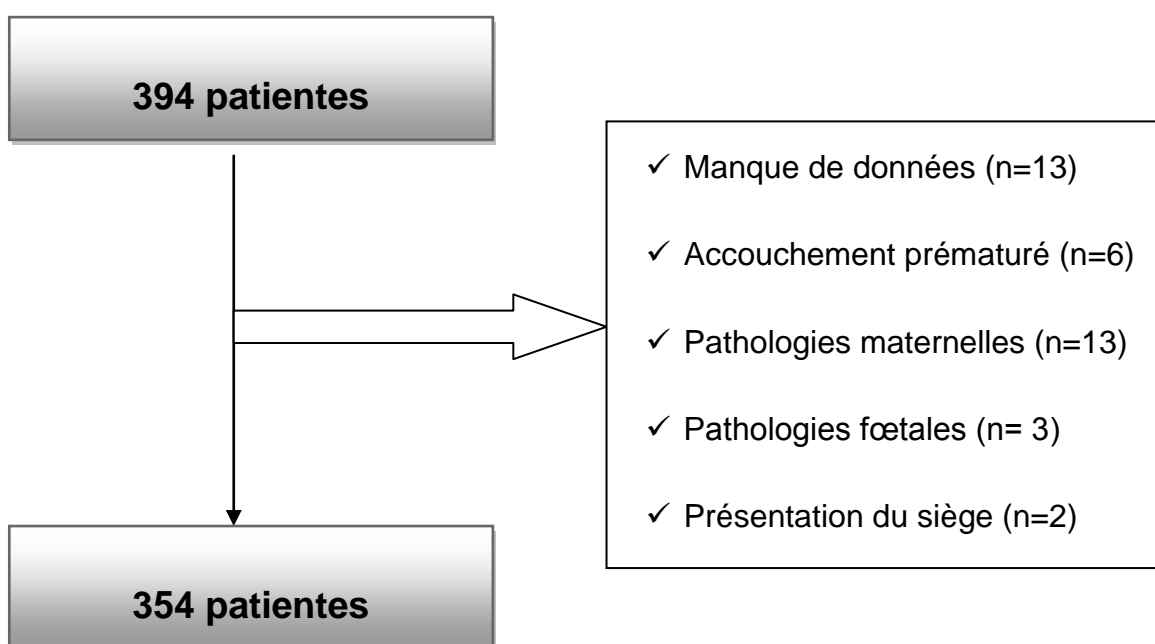 394 patientes
✓ Manque de données (n=13)
✓ Accouchement prématuré (n=6)
✓ Pathologies maternelles (n=13)
✓ Pathologies fœtales (n= 3)
✓ Présentation du siège (n=2)
354 patientes